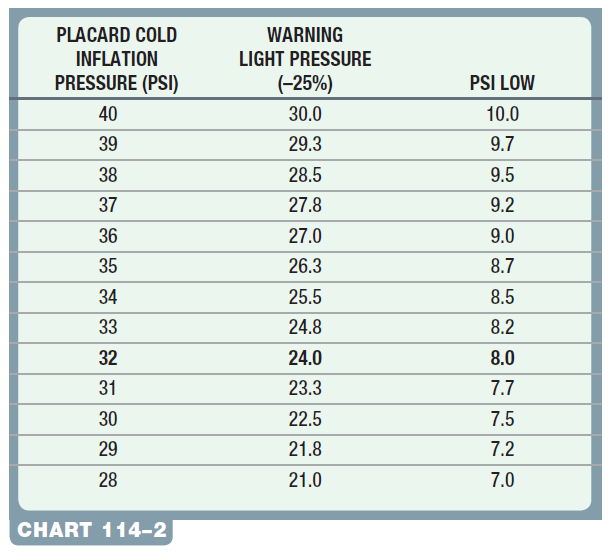 PLACARD COLD INFLATION PRESSURE (PSI) WARNING LIGHT PRESSURE (–25%) PSI LOW
40 30.0 10.0
39 29.3 9.7
38 28.5 9.5
37 27.8 9.2
36 27.0 9.0
35 26.3 8.7
34 25.5 8.5
33 24.8 8.2
32 24.0 8.0
31 23.3 7.7
30 22.5 7.5
29 21.8 7.2
28 21.0 7.0
CHART 114–2